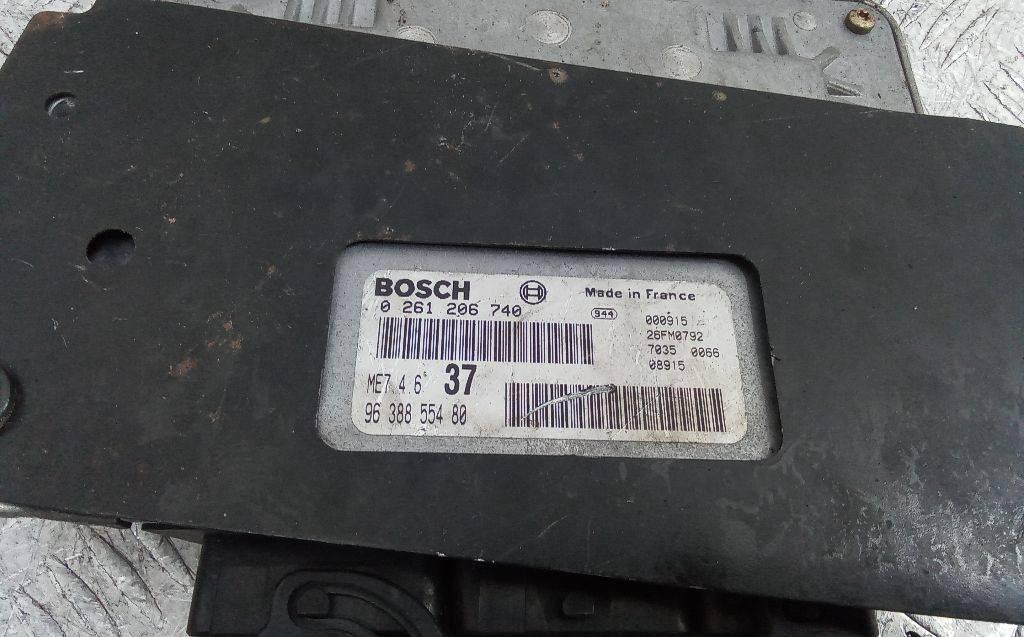 BOSCH
Made in France
0 261 206 740
944
000915
26FM0792
7035 0066
08915
ME7 4.6 37
96 388 554 80